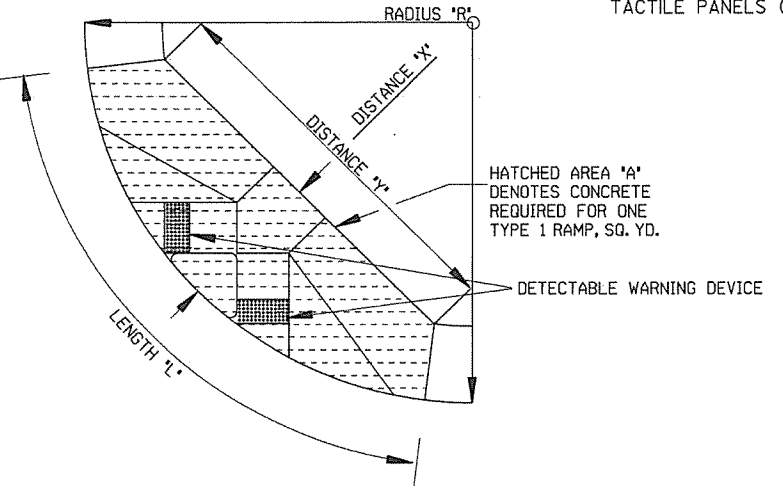 TACTILE PANELS (
RADIUS 'R'
DISTANCE 'X'
DISTANCE 'Y'
HATCHED AREA 'A'
DENOTES CONCRETE
REQUIRED FOR ONE
TYPE 1 RAMP, SQ. YD.
DETECTABLE WARNING DEVICE
LENGTH 'L'